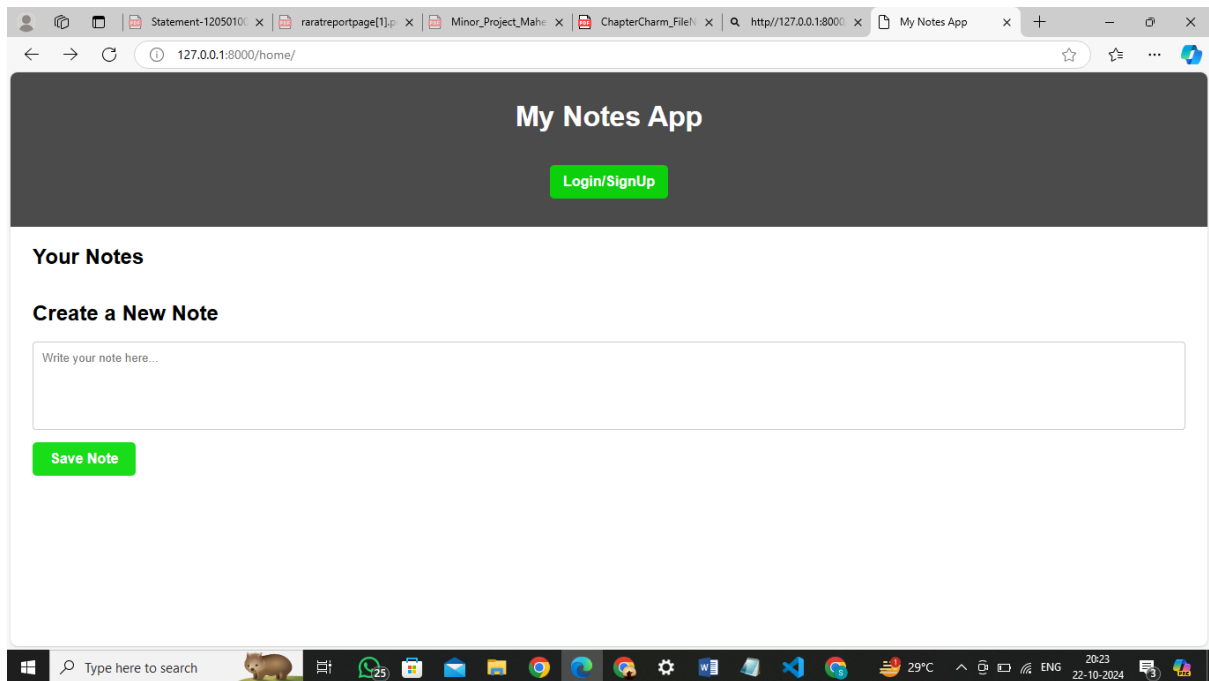 Statement-12050100
raratreportpage[1].p
Minor_Project_Mahe
ChapterCharm_FileN
http//127.0.0.1:8000
My Notes App
127.0.0.1:8000/home/
My Notes App
Login/SignUp
Your Notes
Create a New Note
Write your note here...
Save Note
Type here to search
25
29°C
ENG
20:23
22-10-2024
3